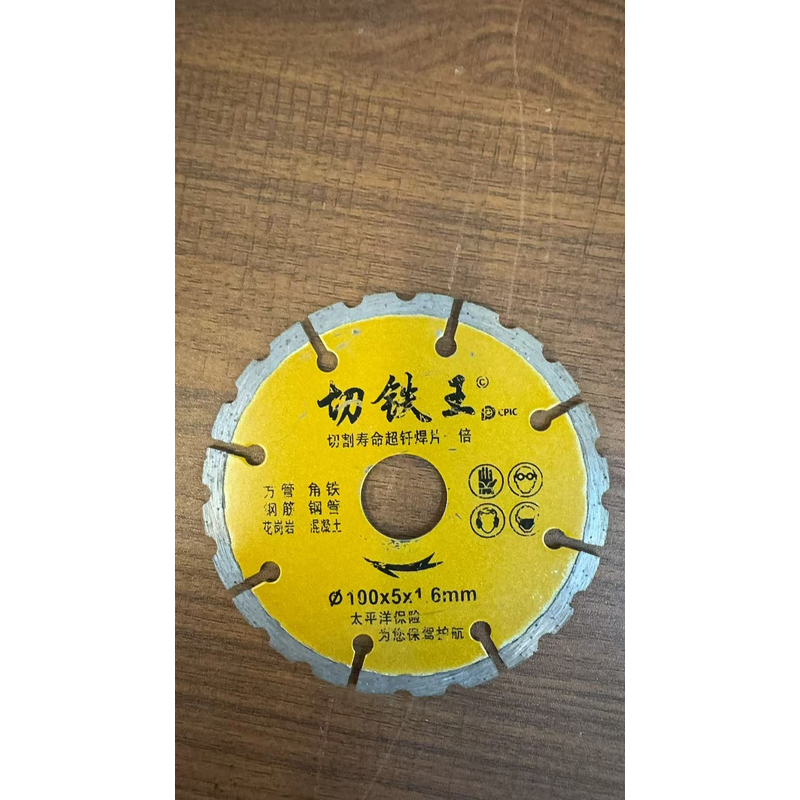 切铁王©
CPIC
切割寿命超钎焊片 倍
方管 角铁
钢筋 钢管
花岗岩 混凝土
Ø100x5x1.6mm
太平洋保险
为您保驾护航